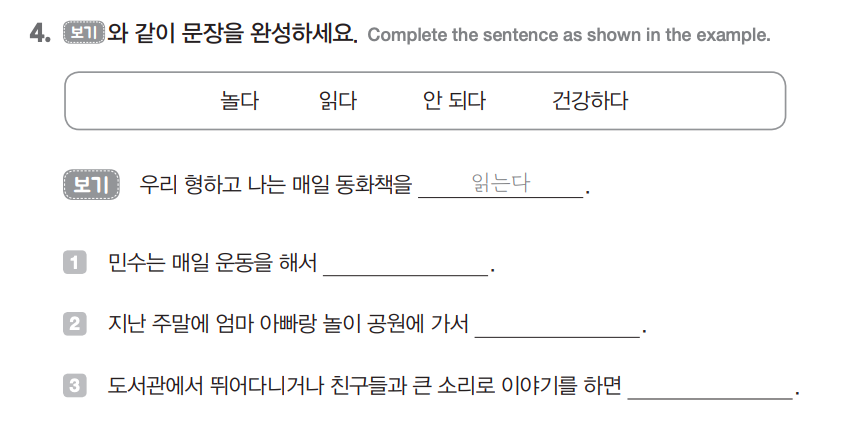 4. 보기와 같이 문장을 완성하세요. Complete the sentence as shown in the example.
놀다 읽다 안 되다 건강하다
보기 우리 형하고 나는 매일 동화책을 읽는다.
1 민수는 매일 운동을 해서 ____________.
2 지난 주말에 엄마 아빠랑 놀이 공원에 가서 ____________.
3 도서관에서 뛰어다니거나 친구들과 큰 소리로 이야기를 하면 ____________.